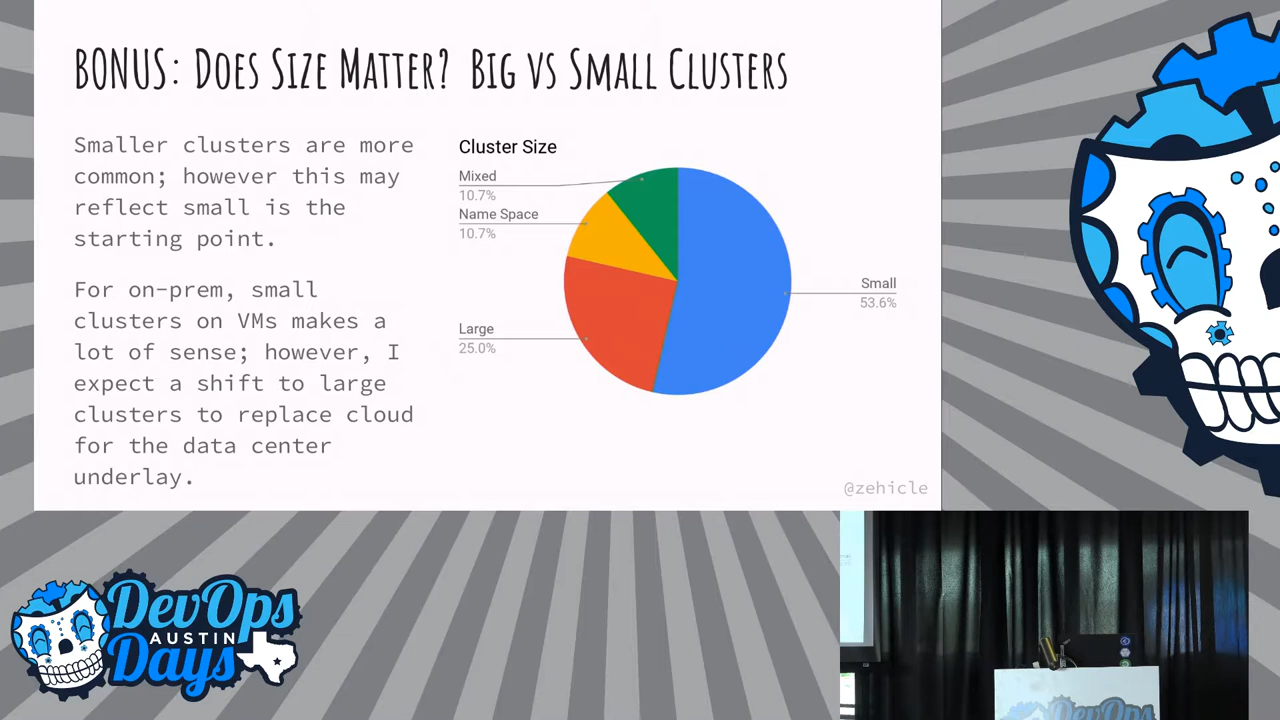 BONUS: Does Size Matter? Big vs Small Clusters
Smaller clusters are more
common; however this may
reflect small is the
starting point.
For on-prem, small
clusters on VMs makes a
lot of sense; however, I
expect a shift to large
clusters to replace cloud
for the data center
underlay.
Cluster Size
Mixed
10.7%
Name Space
10.7%
Large
25.0%
Small
53.6%
@zehicle
DevOps
AUSTIN
Days
DevOps